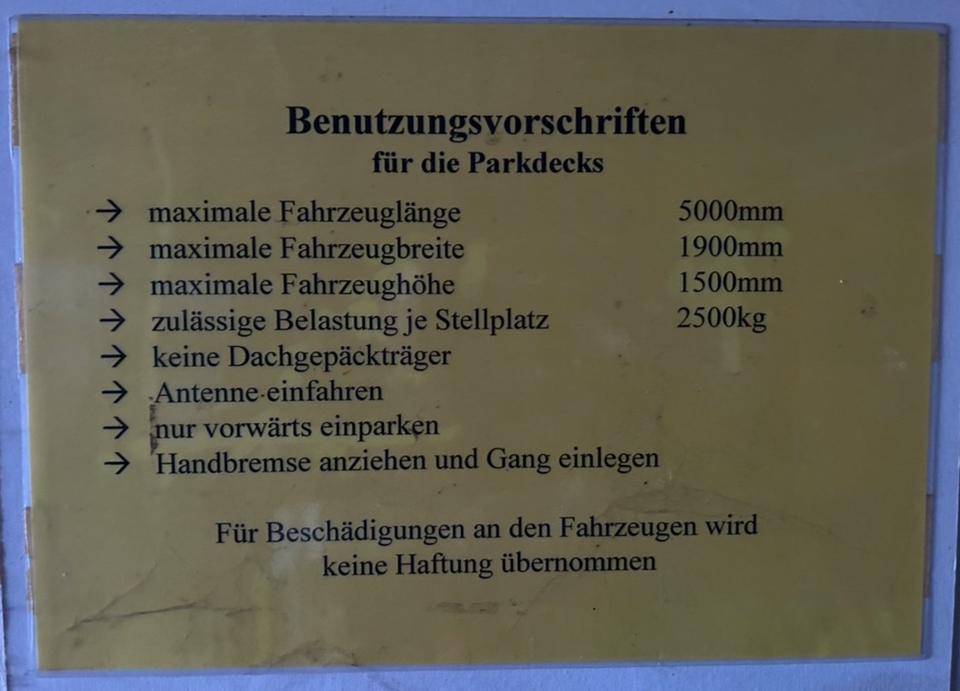 Benutzungsvorschriften
für die Parkdecks
→ maximale Fahrzeuglänge 5000mm
→ maximale Fahrzeugbreite 1900mm
→ maximale Fahrzeughöhe 1500mm
→ zulässige Belastung je Stellplatz 2500kg
→ keine Dachgepäckträger
→ Antenne einfahren
→ nur vorwärts einparken
→ Handbremse anziehen und Gang einlegen
Für Beschädigungen an den Fahrzeugen wird
keine Haftung übernommen